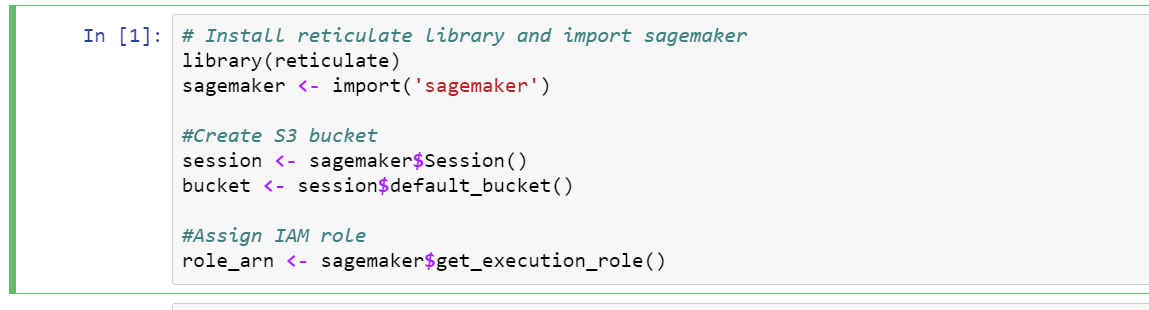 In [1]:
# Install reticulate library and import sagemaker
library(reticulate)
sagemaker <- import('sagemaker')
#Create S3 bucket
session <- sagemaker$Session()
bucket <- session$default_bucket()
#Assign IAM role
role_arn <- sagemaker$get_execution_role()